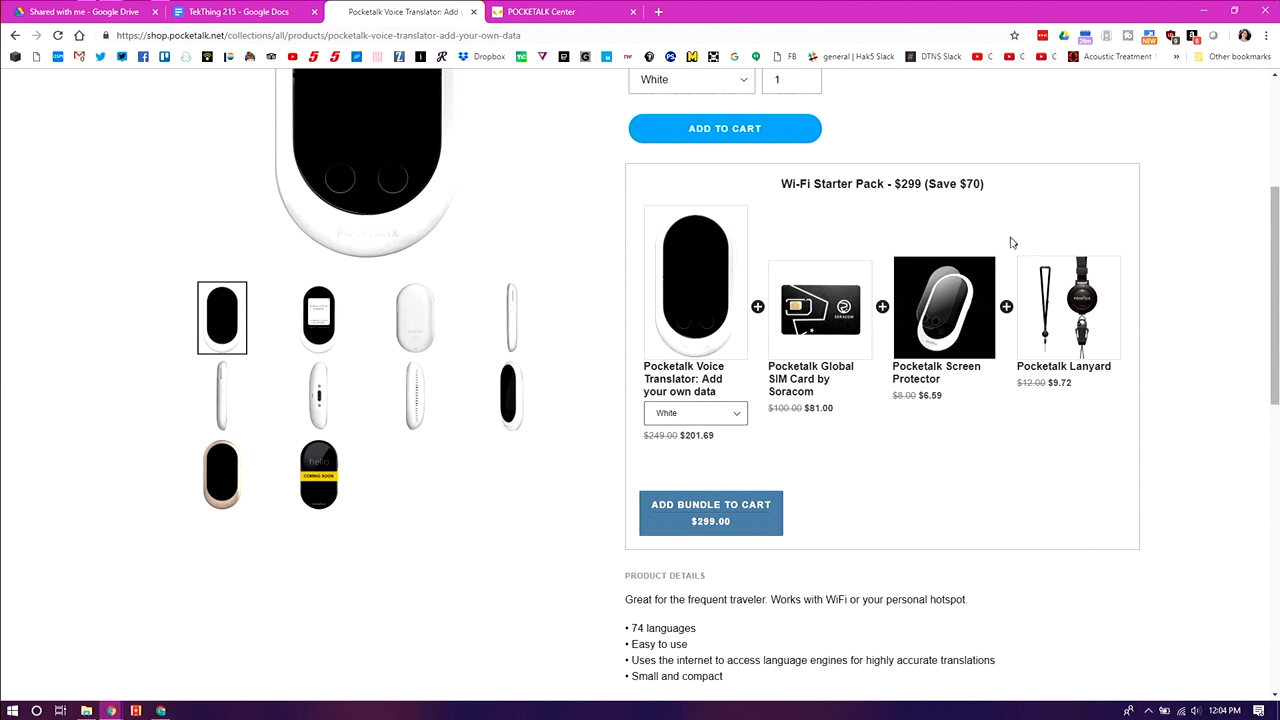 Shared with me - Google Drive
TekThing 215 - Google Docs
Pocketalk Voice Translator: Add y
POCKETALK Center
https://shop.pocketalk.net/collections/all/products/pocketalk-voice-translator-add-your-own-data
Dropbox
FB
general | Hak5 Slack
DTNS Slack
C
C
C
Acoustic Treatment
Other bookmarks
White
1
ADD TO CART
Wi-Fi Starter Pack - $299 (Save $70)
POCKETALK
SORACOM
Pocketalk Voice
Translator: Add
your own data
White
$249.00 $201.69
Pocketalk Global
SIM Card by
Soracom
$100.00 $81.00
Pocketalk Screen
Protector
$8.00 $6.59
Pocketalk Lanyard
$12.00 $9.72
hello
COMING SOON
ADD BUNDLE TO CART
$299.00
PRODUCT DETAILS
Great for the frequent traveler. Works with WiFi or your personal hotspot.
• 74 languages
• Easy to use
• Uses the internet to access language engines for highly accurate translations
• Small and compact
12:04 PM